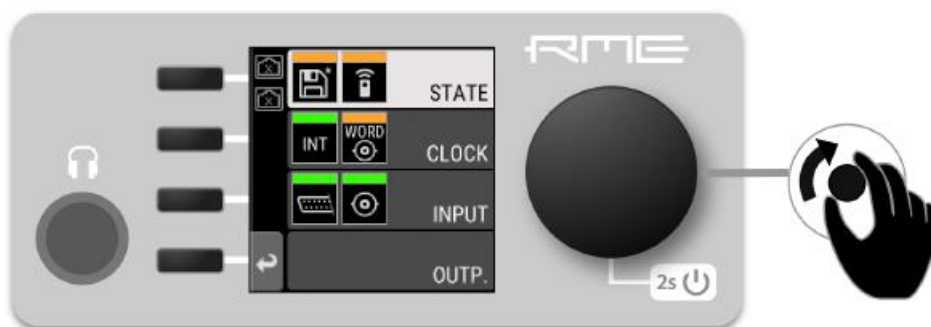 RME
STATE
INT
WORD
CLOCK
INPUT
OUTP.
2s